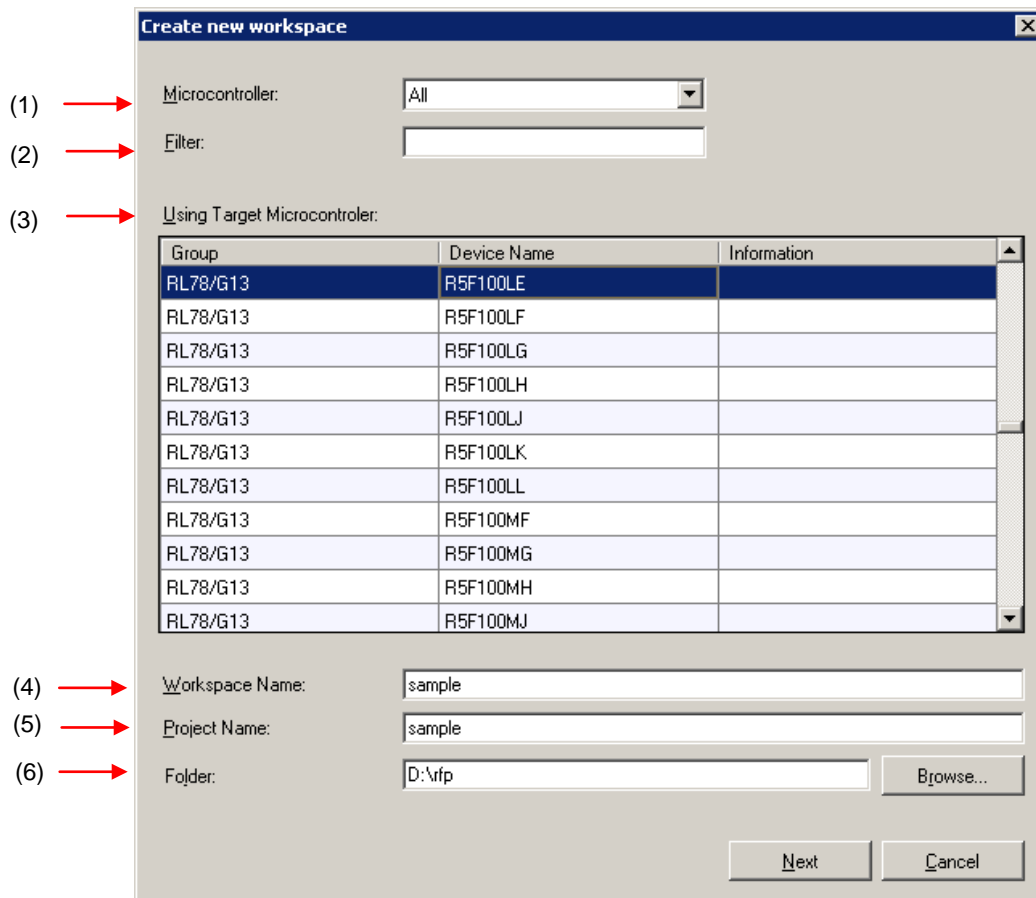 Create new workspace
(1) Microcontroller: All
(2) Filter:
(3) Using Target Microcontroler:
Group Device Name Information
RL78/G13 R5F100LE
RL78/G13 R5F100LF
RL78/G13 R5F100LG
RL78/G13 R5F100LH
RL78/G13 R5F100LJ
RL78/G13 R5F100LK
RL78/G13 R5F100LL
RL78/G13 R5F100MF
RL78/G13 R5F100MG
RL78/G13 R5F100MH
RL78/G13 R5F100MJ
(4) Workspace Name: sample
(5) Project Name: sample
(6) Folder: D:\rfp Browse...
Next Cancel